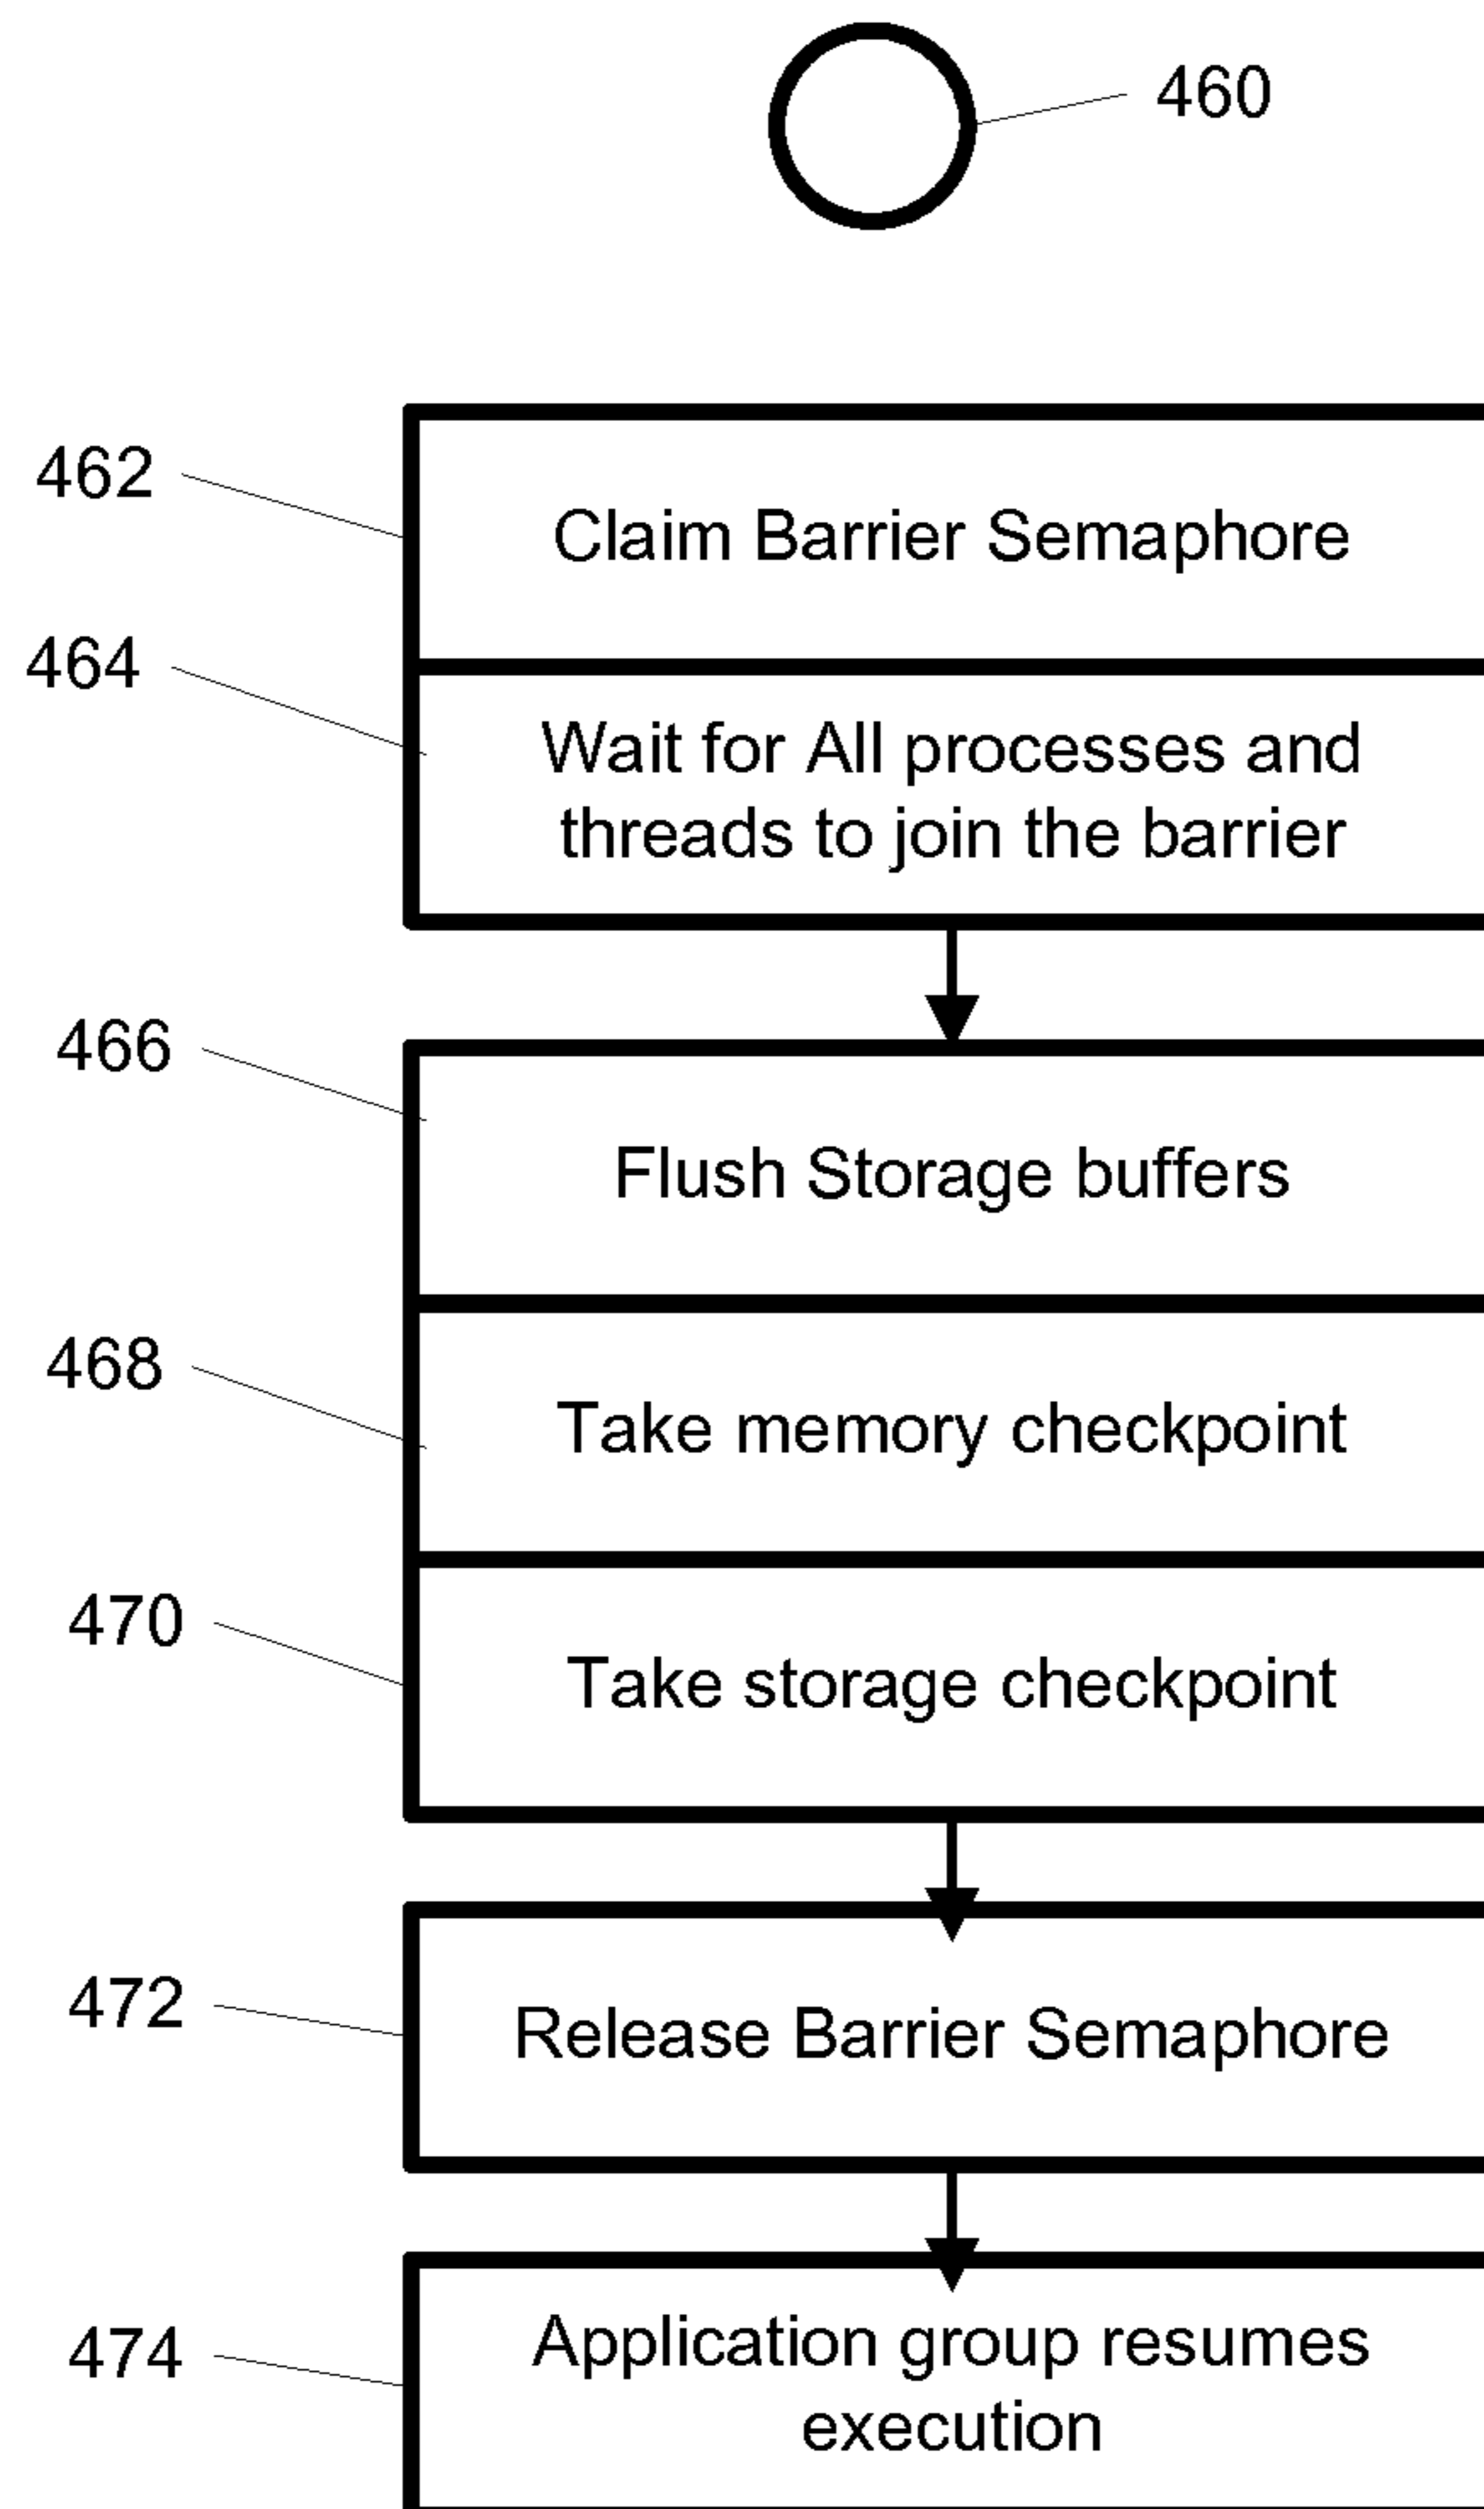 460
462
Claim Barrier Semaphore
464
Wait for All processes and
threads to join the barrier
466
Flush Storage buffers
468
Take memory checkpoint
470
Take storage checkpoint
472
Release Barrier Semaphore
474
Application group resumes
execution